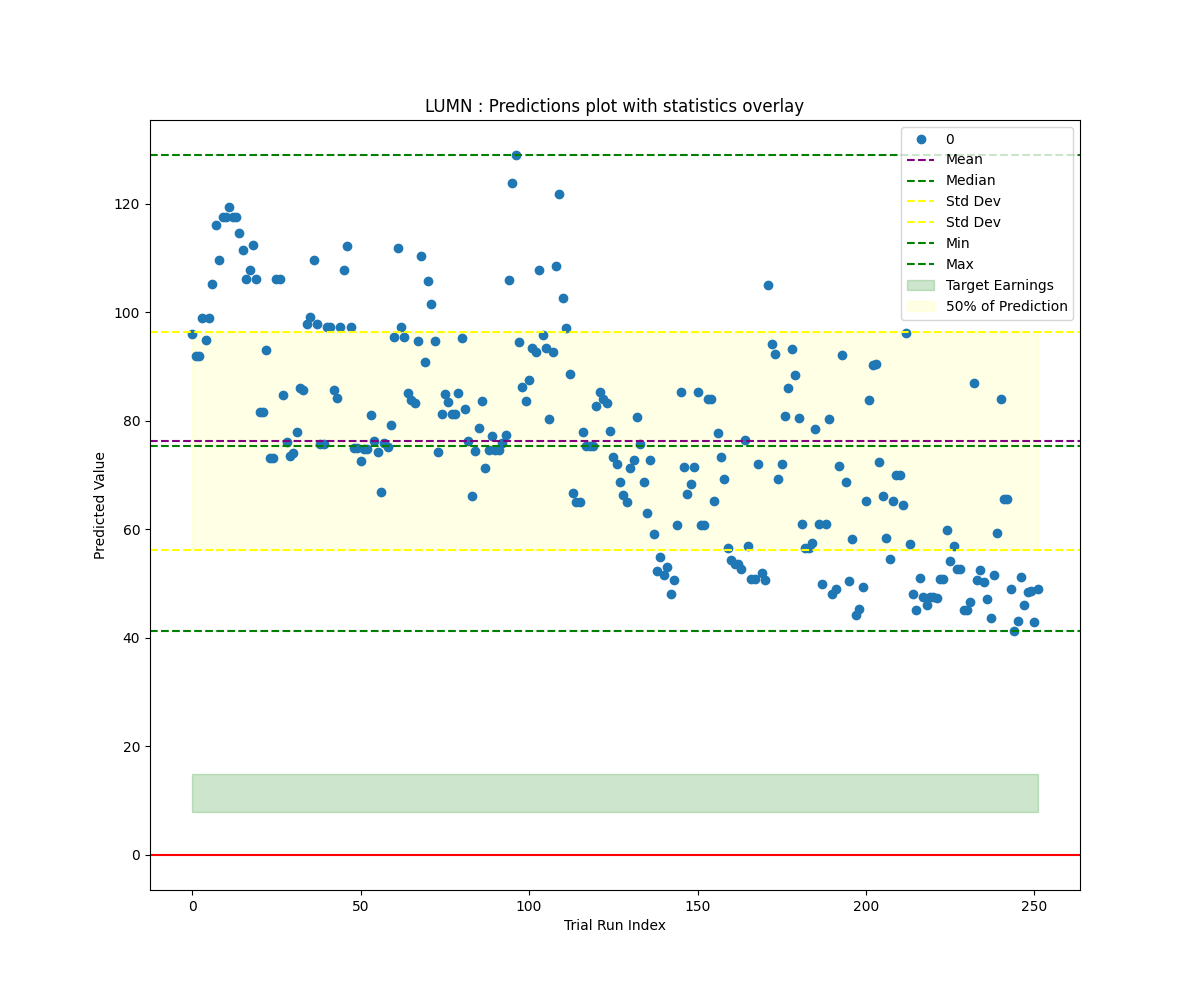 LUMN : Predictions plot with statistics overlay
0
Mean
Median
Std Dev
Std Dev
Min
Max
Target Earnings
50% of Prediction
Predicted Value
120
100
80
60
40
20
0
0 50 100 150 200 250
Trial Run Index